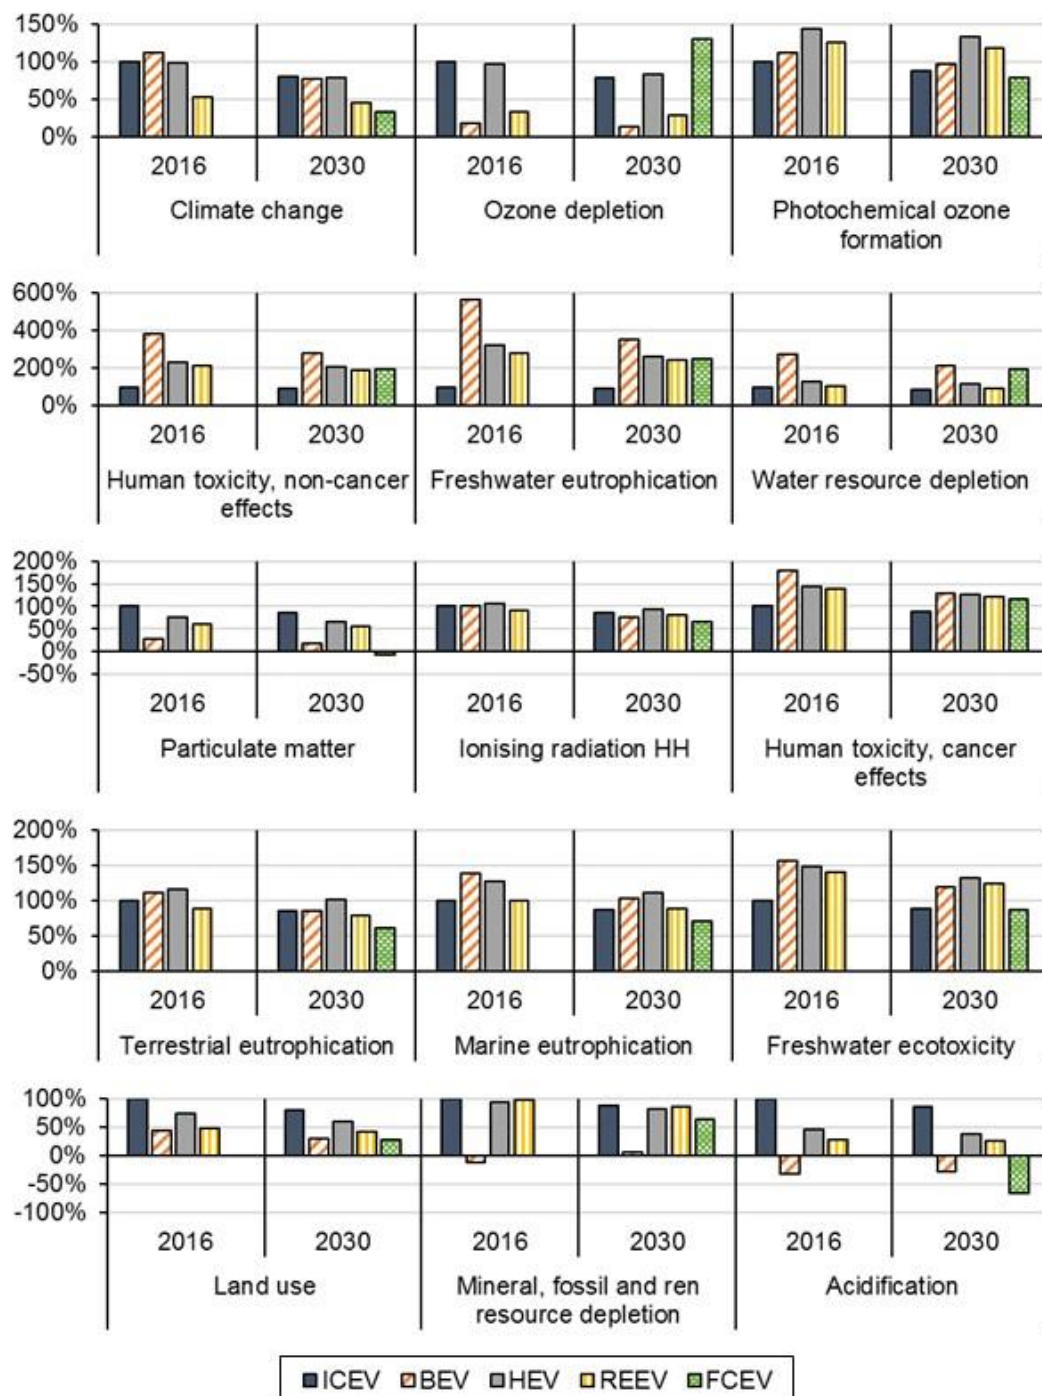 150%
100%
50%
0%
2016 2030 2016 2030 2016 2030
Climate change Ozone depletion Photochemical ozone
formation
600%
400%
200%
0%
2016 2030 2016 2030 2016 2030
Human toxicity, non-cancer Freshwater eutrophication Water resource depletion
effects
200%
150%
100%
50%
0%
-50%
2016 2030 2016 2030 2016 2030
Particulate matter Ionising radiation HH Human toxicity, cancer
effects
200%
150%
100%
50%
0%
2016 2030 2016 2030 2016 2030
Terrestrial eutrophication Marine eutrophication Freshwater ecotoxicity
100%
50%
0%
-50%
-100%
2016 2030 2016 2030 2016 2030
Land use Mineral, fossil and ren Acidification
resource depletion
ICEV BEV HEV REEV FCEV